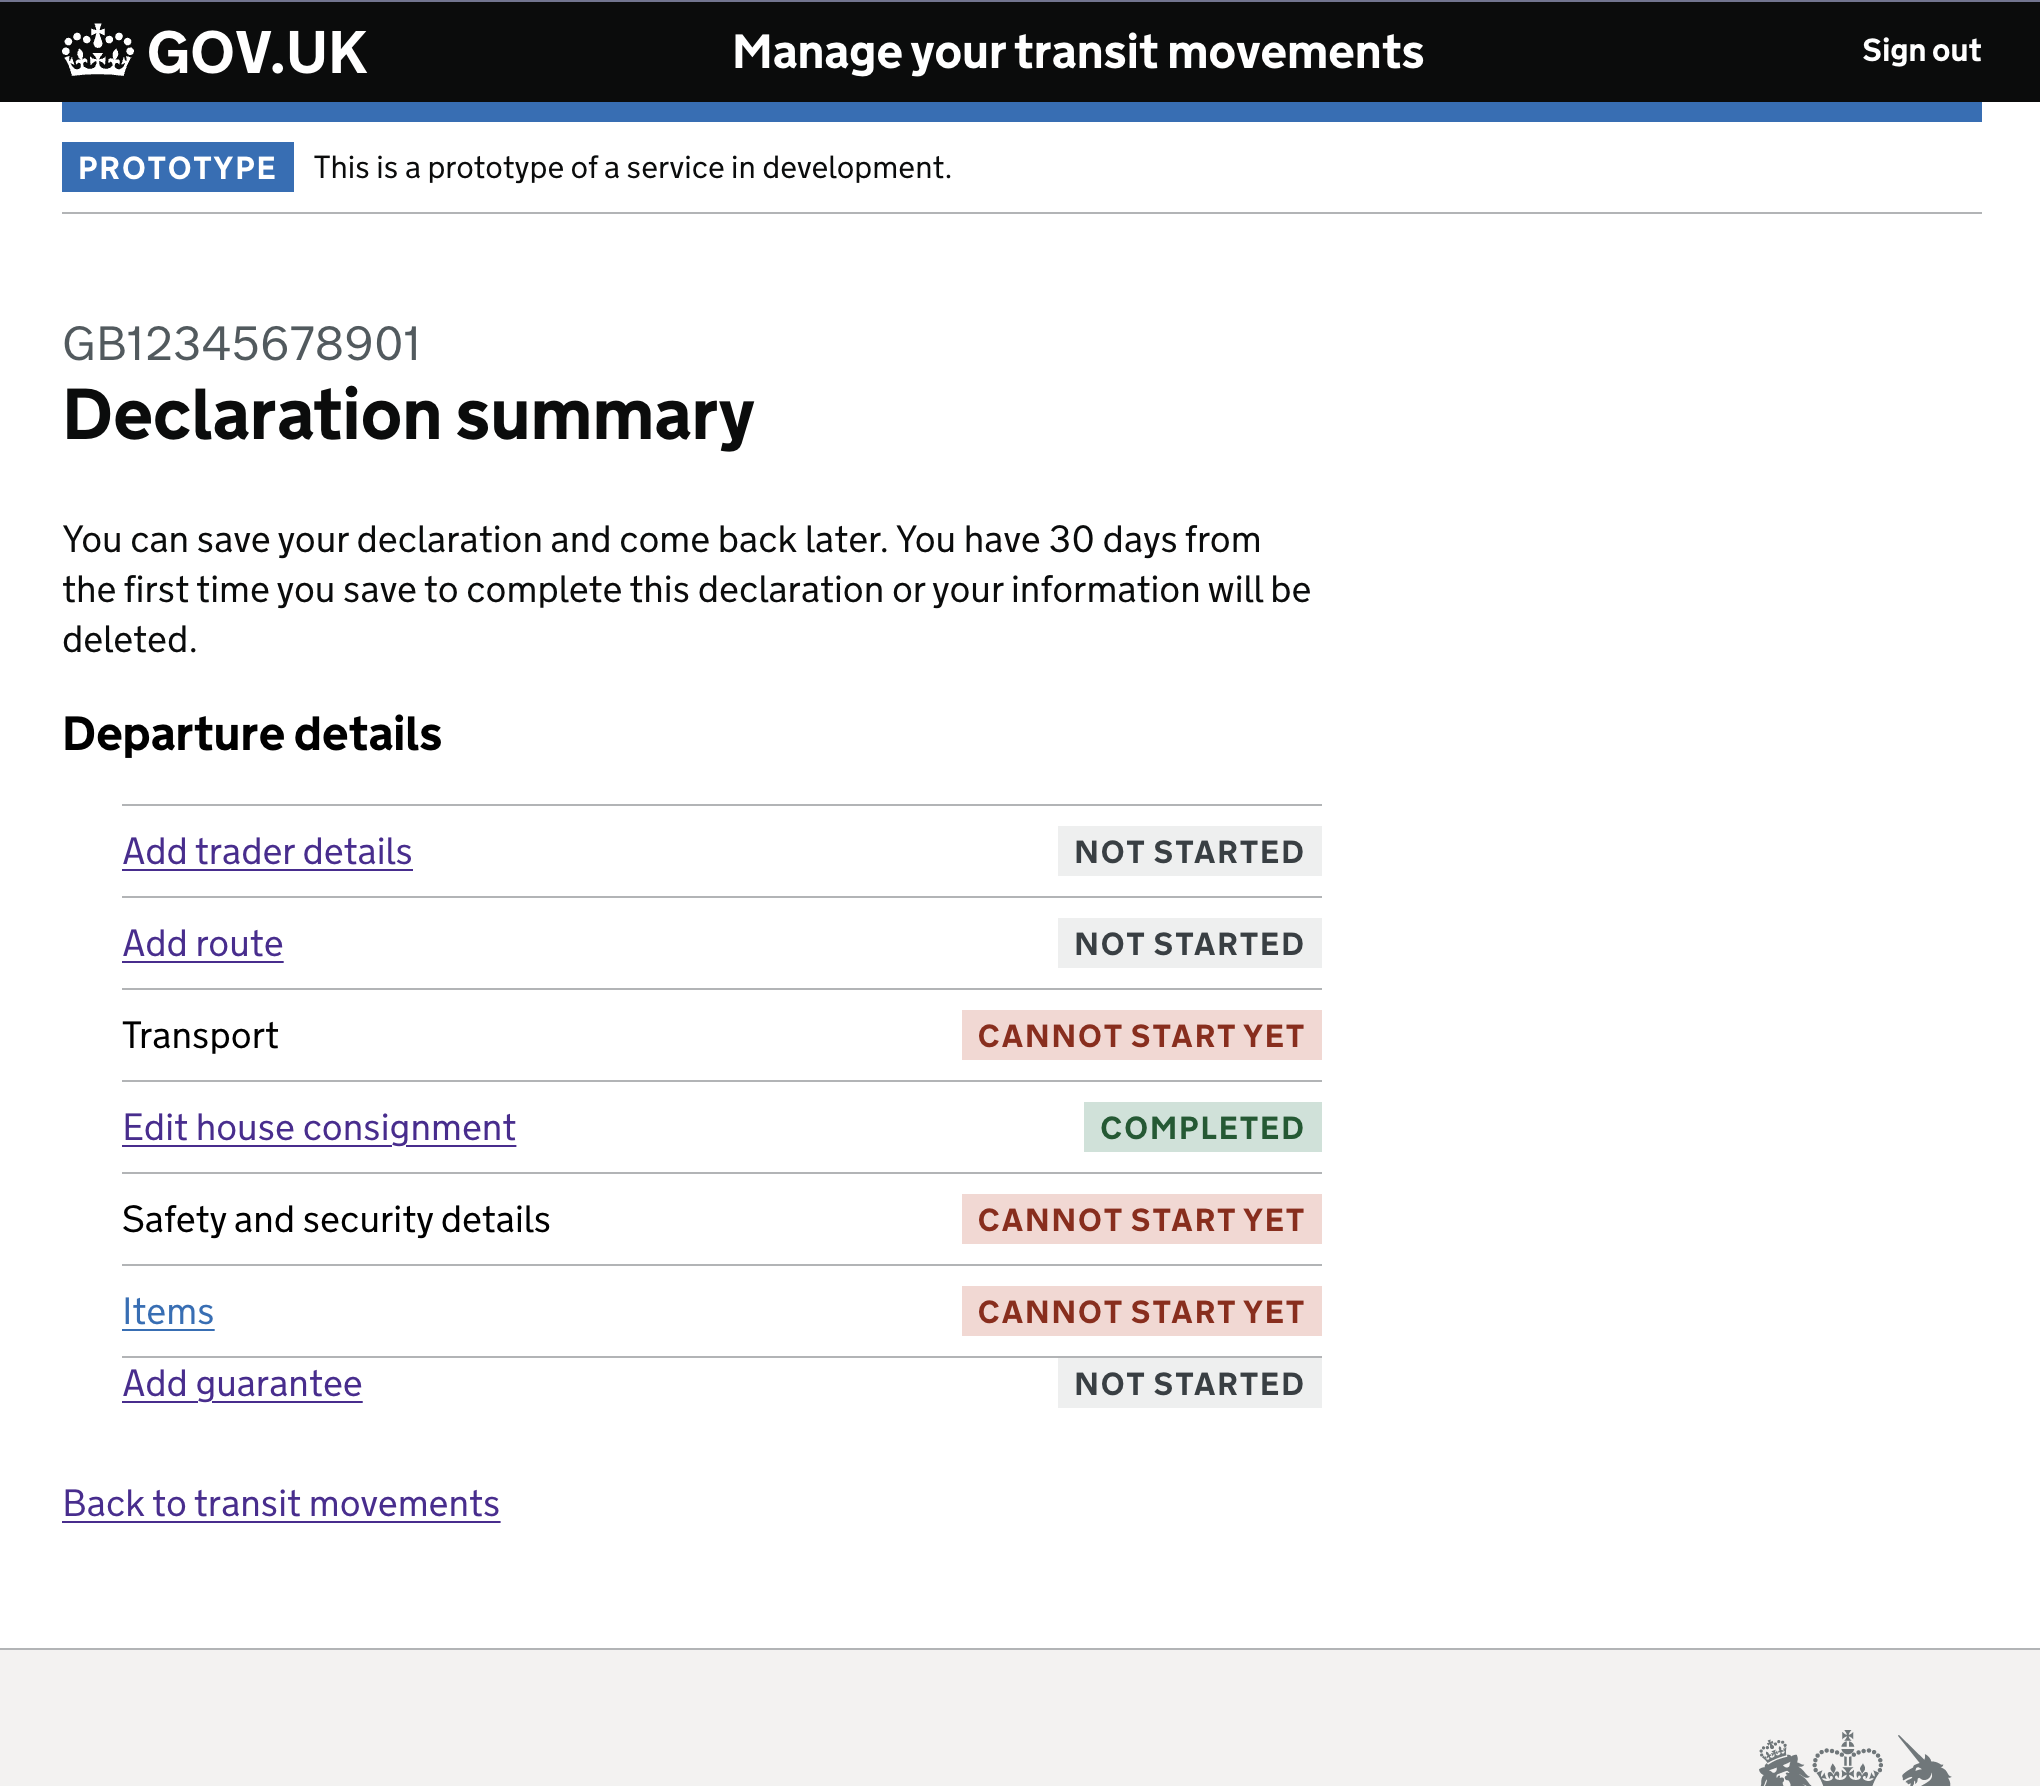 GOV.UK Manage your transit movements Sign out
PROTOTYPE This is a prototype of a service in development.
GB12345678901
Declaration summary
You can save your declaration and come back later. You have 30 days from
the first time you save to complete this declaration or your information will be
deleted.
Departure details
Add trader details NOT STARTED
Add route NOT STARTED
Transport CANNOT START YET
Edit house consignment COMPLETED
Safety and security details CANNOT START YET
Items CANNOT START YET
Add guarantee NOT STARTED
Back to transit movements